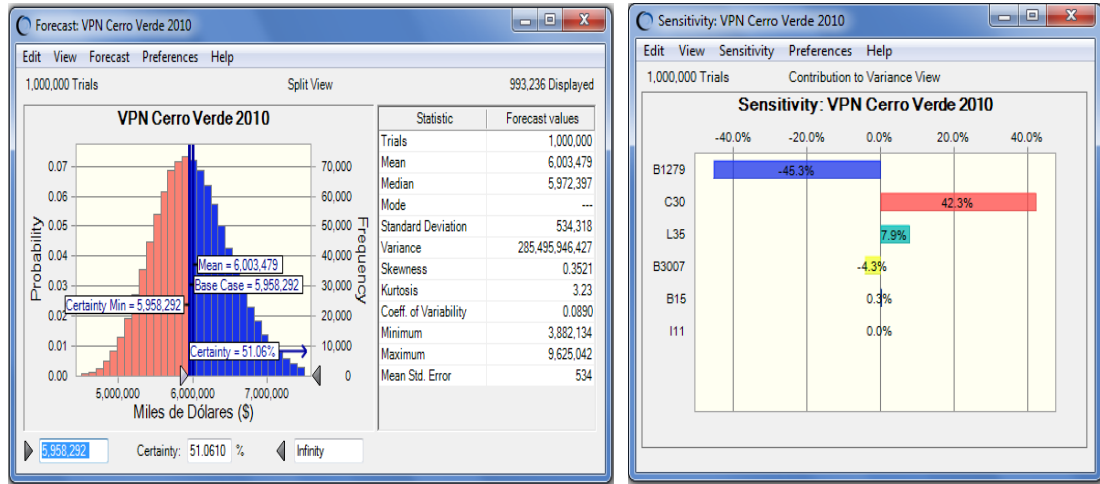 Forecast: VPN Cerro Verde 2010
Edit View Forecast Preferences Help
1,000,000 Trials Split View 993,236 Displayed
VPN Cerro Verde 2010
0.07
0.06
0.05
0.04
0.03
0.02
0.01
0.00
Probability
70,000
60,000
50,000
40,000
30,000
20,000
10,000
0
Frequency
Mean = 6,003,479
Base Case = 5,958,292
Certainty Min = 5,958,292
Certainty = 51.06%
5,000,000 6,000,000 7,000,000
Miles de Dólares ($)
Statistic Forecast values
Trials 1,000,000
Mean 6,003,479
Median 5,972,397
Mode ---
Standard Deviation 534,318
Variance 285,495,946,427
Skewness 0.3521
Kurtosis 3.23
Coeff. of Variability 0.0890
Minimum 3,882,134
Maximum 9,625,042
Mean Std. Error 534
5,958,292 Certainty: 51.0610 % Infinity
Sensitivity: VPN Cerro Verde 2010
Edit View Sensitivity Preferences Help
1,000,000 Trials Contribution to Variance View
Sensitivity: VPN Cerro Verde 2010
-40.0% -20.0% 0.0% 20.0% 40.0%
B1279 -45.3%
C30 42.3%
L35 7.9%
B3007 -4.3%
B15 0.3%
I11 0.0%